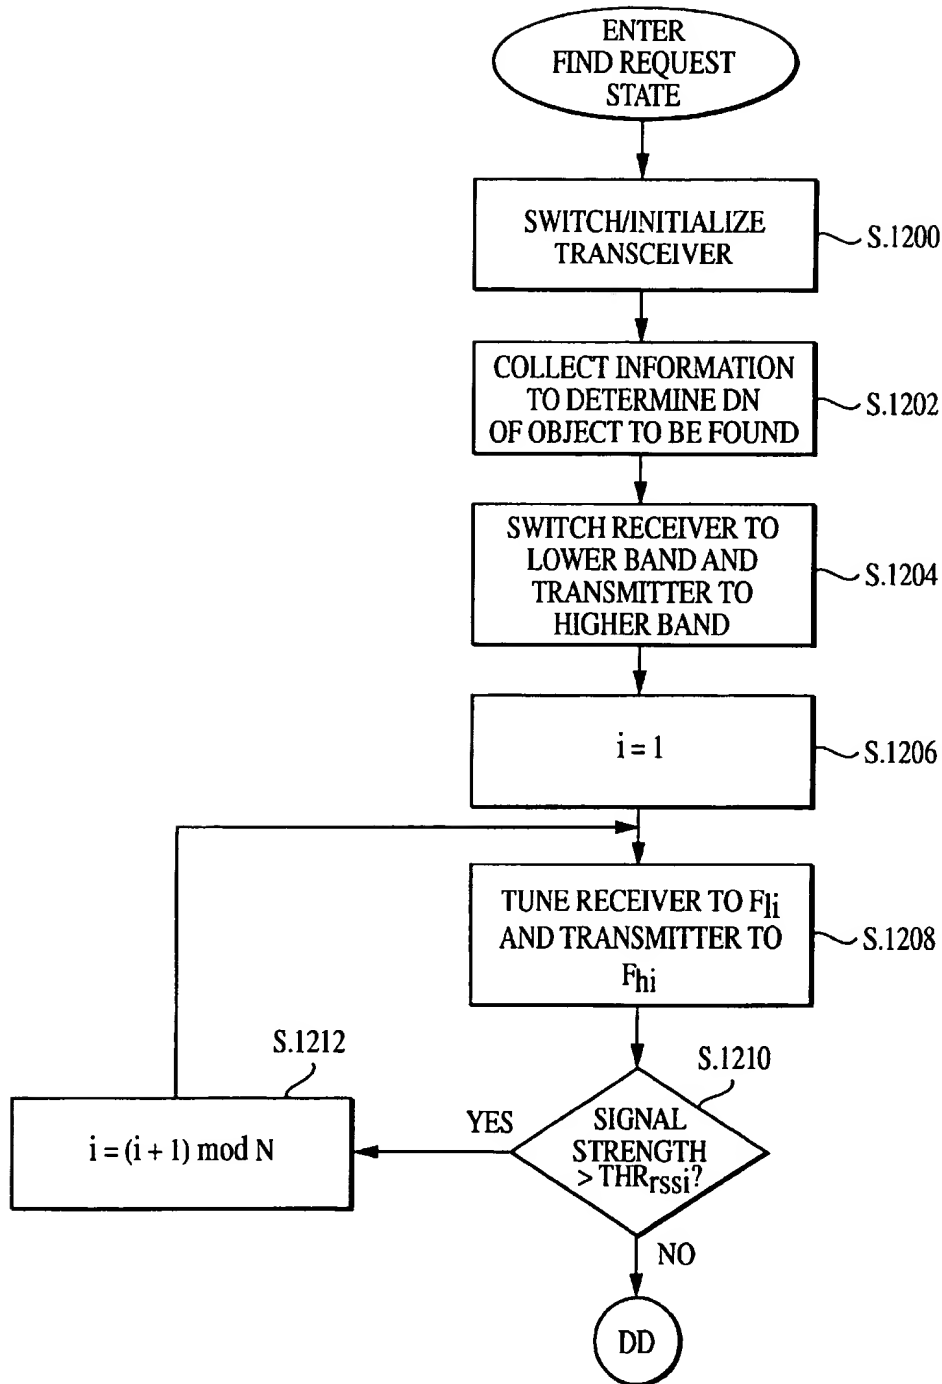 ENTER
FIND REQUEST
STATE
SWITCH/INITIALIZE
TRANSCEIVER
S.1200
COLLECT INFORMATION
TO DETERMINE DN
OF OBJECT TO BE FOUND
S.1202
SWITCH RECEIVER TO
LOWER BAND AND
TRANSMITTER TO
HIGHER BAND
S.1204
i = 1
S.1206
TUNE RECEIVER TO Fli
AND TRANSMITTER TO
Fhi
S.1208
S.1210
SIGNAL
STRENGTH
> THRrssi?
YES
S.1212
i = (i + 1) mod N
NO
DD